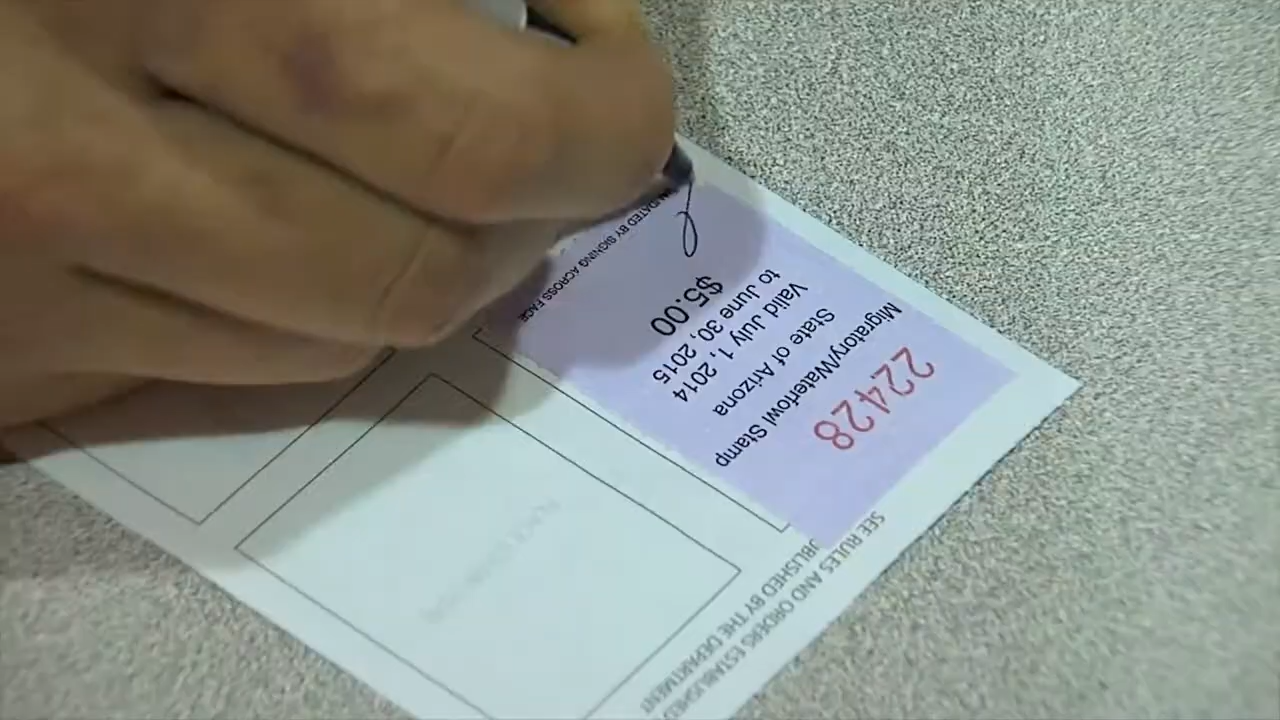 22428
Migratory/Waterfowl Stamp
State of Arizona
Valid July 1, 2014
to June 30, 2015
$5.00
BY SIGNING ACROSS FACE
SEE RULES AND ORDERS ESTABLISHED
BY THE DEPARTMENT